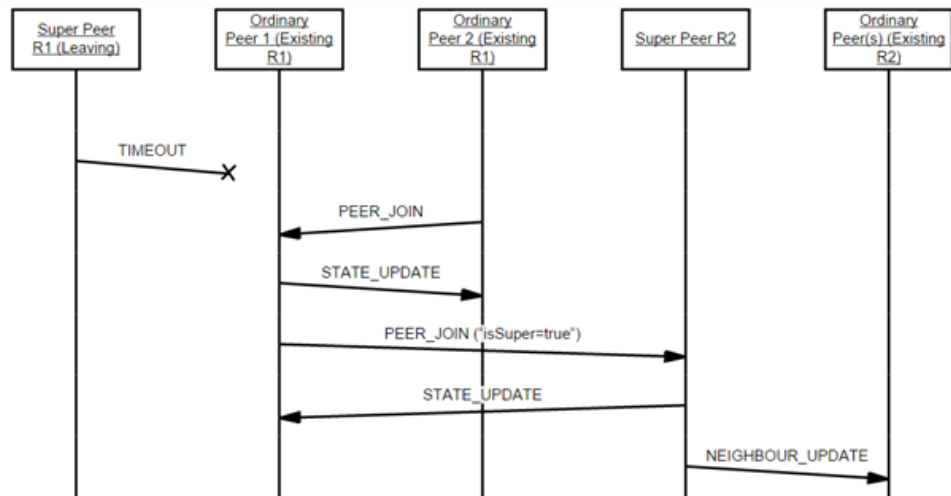 Super Peer
R1 (Leaving)
Ordinary
Peer 1 (Existing
R1)
Ordinary
Peer 2 (Existing
R1)
Super Peer R2
Ordinary
Peer(s) (Existing
R2)
TIMEOUT
PEER_JOIN
STATE_UPDATE
PEER_JOIN ("isSuper=true")
STATE_UPDATE
NEIGHBOUR_UPDATE